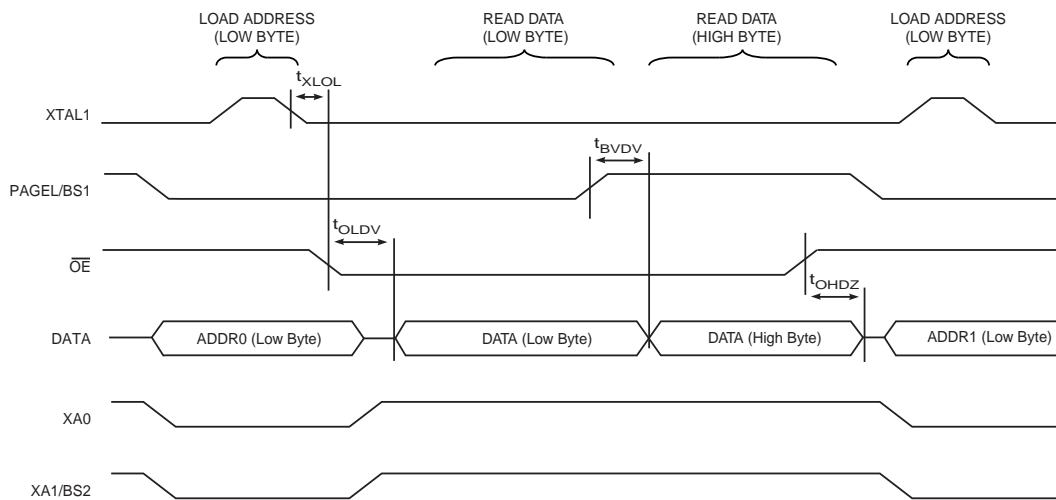 LOAD ADDRESS
(LOW BYTE)
READ DATA
(LOW BYTE)
READ DATA
(HIGH BYTE)
LOAD ADDRESS
(LOW BYTE)
tXLOL
XTAL1
tBVDV
PAGEL/BS1
tOLDV
OE
tOHDZ
DATA
ADDR0 (Low Byte)
DATA (Low Byte)
DATA (High Byte)
ADDR1 (Low Byte)
XA0
XA1/BS2